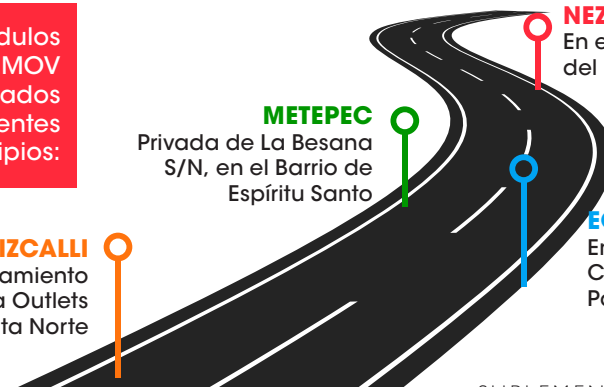 dulos
MOV
ados
entes
ipios:
NEZ
En e
del
METEPEC
Privada de La Besana
S/N, en el Barrio de
Espíritu Santo
IZCALLI
amiento
a Outlets
ta Norte
EC
En
C
Pa